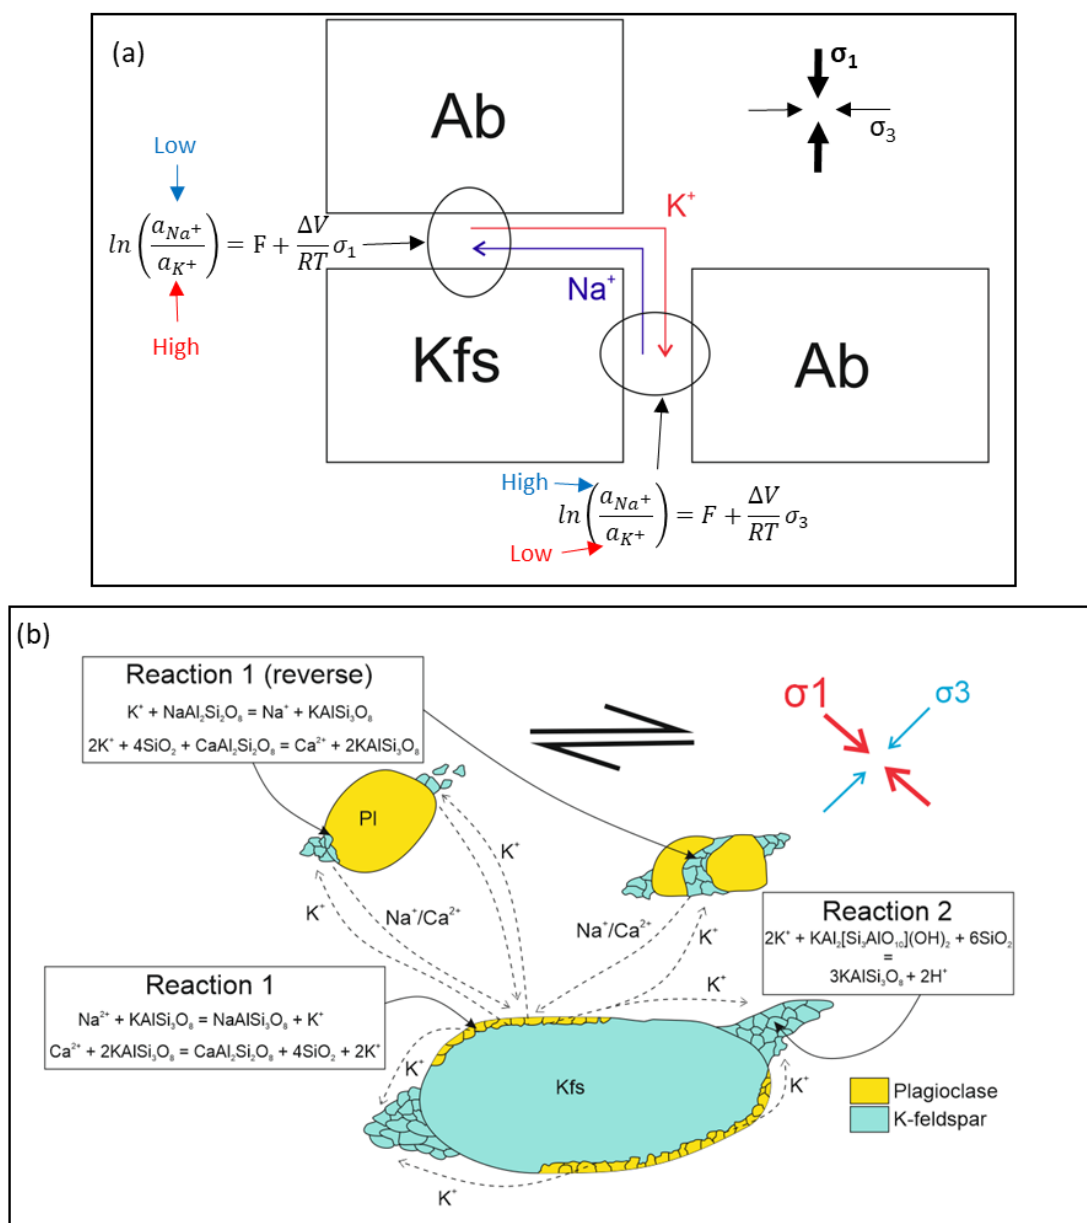 (a)
σ1
σ3
Ab
Low
ln(aNa+/aK+) = F + ΔV/RT σ1
High
K+
Na+
Kfs
Ab
High
ln(aNa+/aK+) = F + ΔV/RT σ3
Low
(b)
Reaction 1 (reverse)
K+ + NaAl2Si2O8 = Na+ + KAlSi3O8
2K+ + 4SiO2 + CaAl2Si2O8 = Ca2+ + 2KAlSi3O8
σ1
σ3
Pl
K+
K+
Na+/Ca2+
Na+/Ca2+
K+
Reaction 2
2K+ + KAl2[Si3AlO10](OH)2 + 6SiO2
=
3KAlSi3O8 + 2H+
K+
Reaction 1
Na2+ + KAlSi3O8 = NaAlSi3O8 + K+
Ca2+ + 2KAlSi3O8 = CaAl2Si2O8 + 4SiO2 + 2K+
K+
Kfs
K+
Plagioclase
K-feldspar
K+